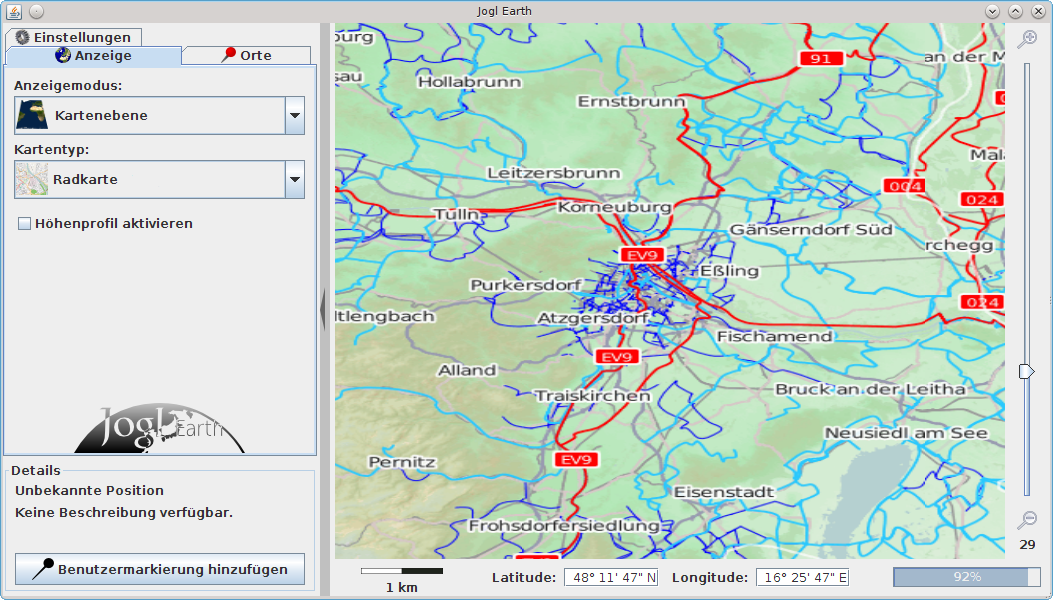 Jogl Earth
Einstellungen
Anzeige
Orte
Anzeigemodus:
Kartenebene
Kartentyp:
Radkarte
Höhenprofil aktivieren
Jogl Earth
Details
Unbekannte Position
Keine Beschreibung verfügbar.
Benutzermarkierung hinzufügen
burg
91
an der M
sau
Hollabrunn
Ernstbrunn
Mala
Leitzersbrunn
004
024
Tulln
Korneuburg
Gänserndorf Süd
rchegg
EV9
Eßling
Purkersdorf
024
ltlengbach
Atzgersdorf
Fischamend
EV9
Alland
Traiskirchen
Bruck an der Leitha
Neusiedl am See
Pernitz
EV9
Eisenstadt
Frohsdorfersiedlung
29
1 km
Latitude:
48° 11' 47" N
Longitude:
16° 25' 47" E
92%